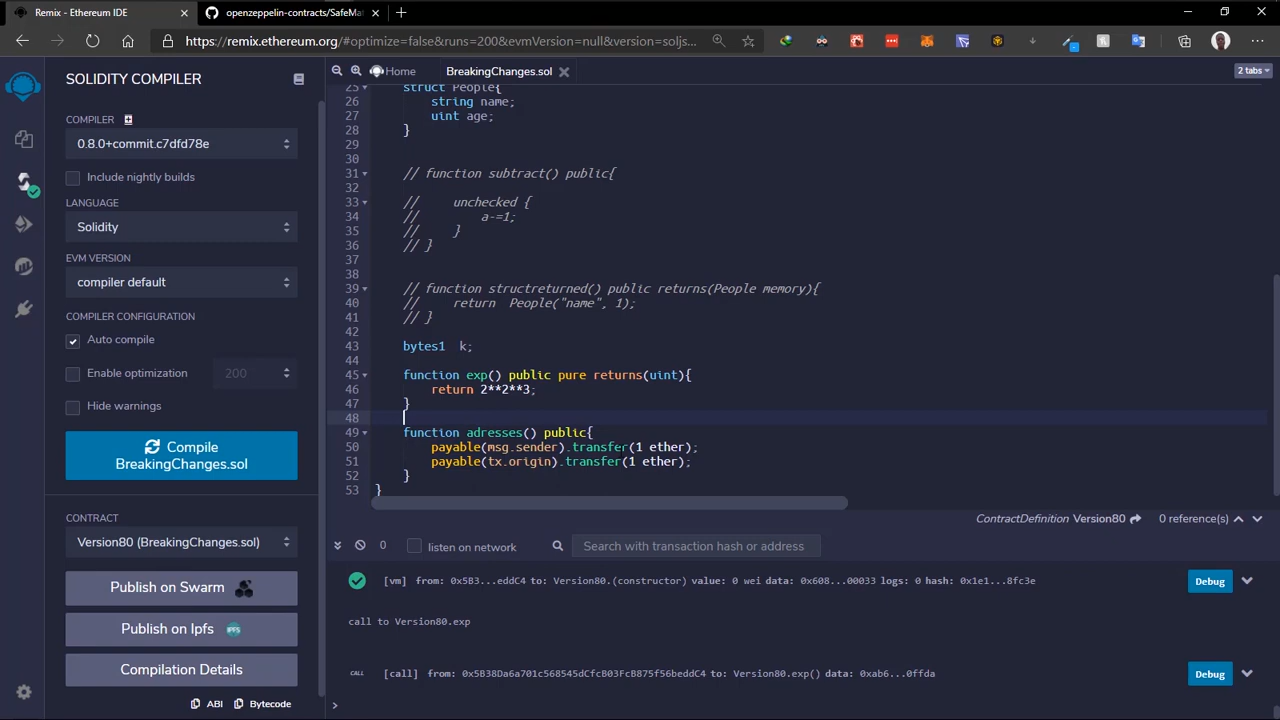 Remix - Ethereum IDE
openzeppelin-contracts/SafeMat
https://remix.ethereum.org/#optimize=false&runs=200&evmVersion=null&version=soljs...
SOLIDITY COMPILER
COMPILER
0.8.0+commit.c7dfd78e
Include nightly builds
LANGUAGE
Solidity
EVM VERSION
compiler default
COMPILER CONFIGURATION
Auto compile
Enable optimization
200
Hide warnings
Compile
BreakingChanges.sol
CONTRACT
Version80 (BreakingChanges.sol)
Publish on Swarm
Publish on Ipfs
IPFS
Compilation Details
ABI
Bytecode
Home
BreakingChanges.sol
2 tabs
25 struct People{
26 string name;
27 uint age;
28 }
29
30
31 // function subtract() public{
32
33 // unchecked {
34 // a-=1;
35 // }
36 // }
37
38
39 // function structreturned() public returns(People memory){
40 // return People("name", 1);
41 // }
42
43 bytes1 k;
44
45 function exp() public pure returns(uint){
46 return 2**2**3;
47 }
48
49 function adresses() public{
50 payable(msg.sender).transfer(1 ether);
51 payable(tx.origin).transfer(1 ether);
52 }
53 }
ContractDefinition Version80
0 reference(s)
0
listen on network
Search with transaction hash or address
[vm] from: 0x5B3...eddC4 to: Version80.(constructor) value: 0 wei data: 0x608...00033 logs: 0 hash: 0x1e1...8fc3e
Debug
call to Version80.exp
CALL
[call] from: 0x5B38Da6a701c568545dCfcB03FcB875f56beddC4 to: Version80.exp() data: 0xab6...0ffda
Debug
>